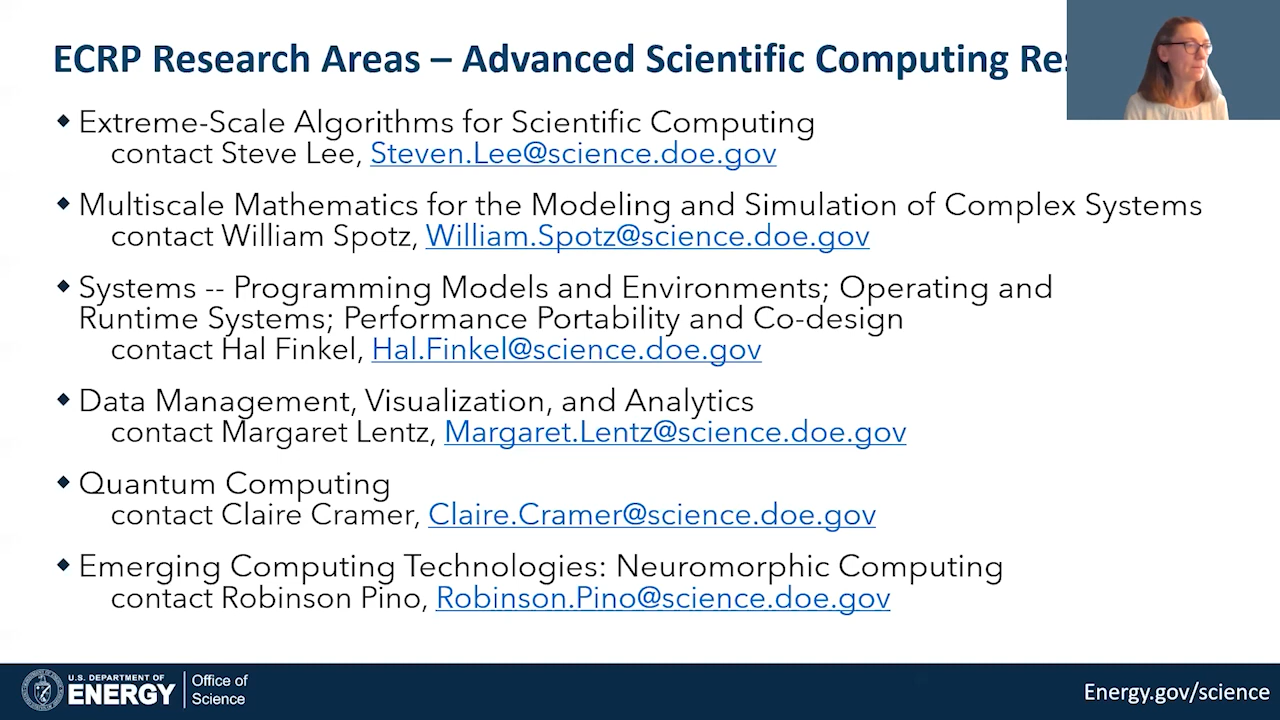 ECRP Research Areas – Advanced Scientific Computing
◆ Extreme-Scale Algorithms for Scientific Computing
contact Steve Lee, Steven.Lee@science.doe.gov
◆ Multiscale Mathematics for the Modeling and Simulation of Complex Systems
contact William Spotz, William.Spotz@science.doe.gov
◆ Systems -- Programming Models and Environments; Operating and
Runtime Systems; Performance Portability and Co-design
contact Hal Finkel, Hal.Finkel@science.doe.gov
◆ Data Management, Visualization, and Analytics
contact Margaret Lentz, Margaret.Lentz@science.doe.gov
◆ Quantum Computing
contact Claire Cramer, Claire.Cramer@science.doe.gov
◆ Emerging Computing Technologies: Neuromorphic Computing
contact Robinson Pino, Robinson.Pino@science.doe.gov
U.S. DEPARTMENT OF
ENERGY
Office of
Science
Energy.gov/science